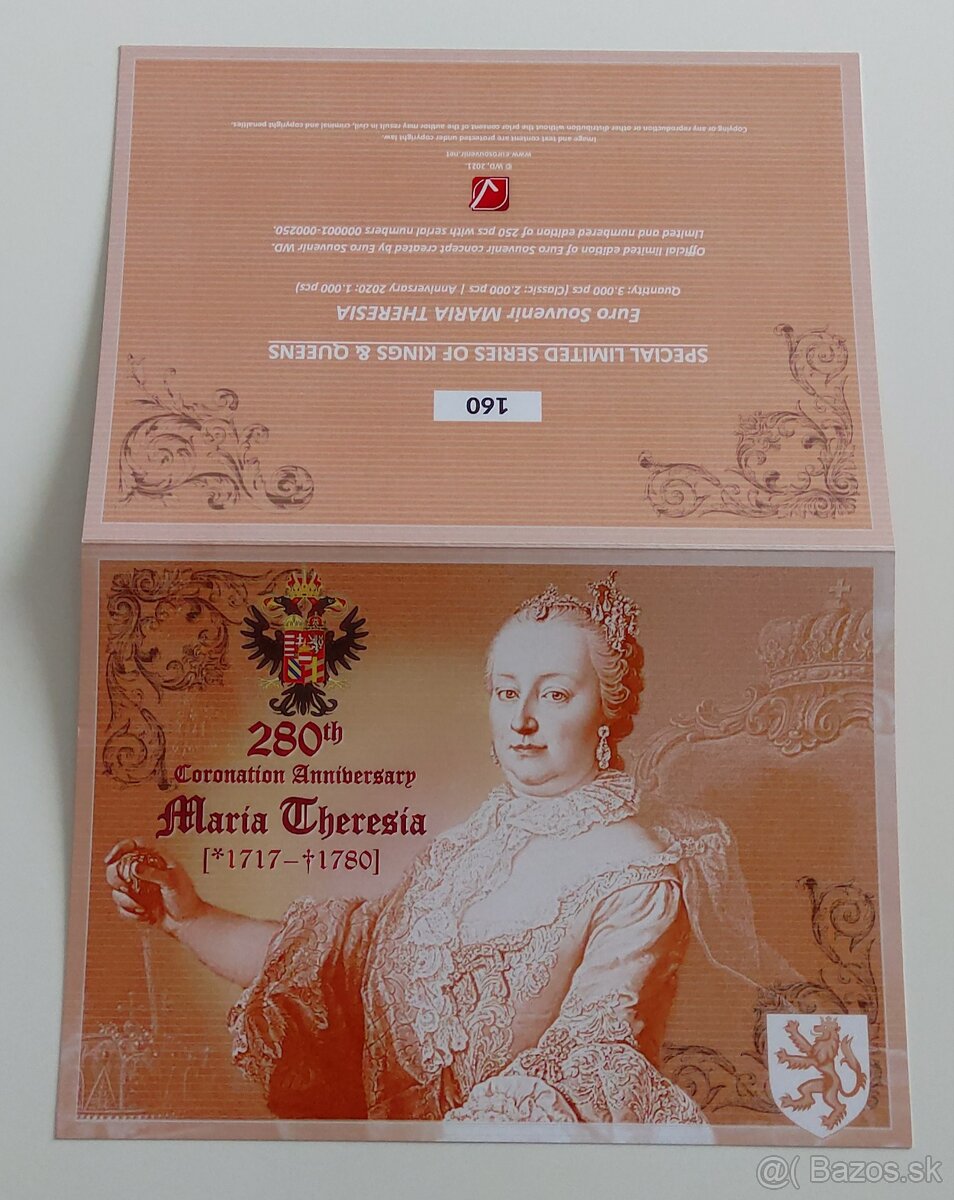 160
SPECIAL LIMITED SERIES OF KINGS & QUEENS
Euro Souvenir MARIA THERESIA
Quantity: 3.000 pcs (Classic: 2.000 pcs | Anniversary 2020: 1.000 pcs)
Official limited edition of Euro Souvenir concept created by Euro Souvenir WD.
Limited and numbered edition of 250 pcs with serial numbers 000001-000250.
© WD, 2021.
www.eurosouvenir.net
Image and text content are protected under copyright law.
Copying or any reproduction or other distribution without the prior consent of the author may result in civil, criminal and copyright penalties.
280th
Coronation Anniversary
Maria Theresia
[*1717–†1780]
@( Bazos.sk